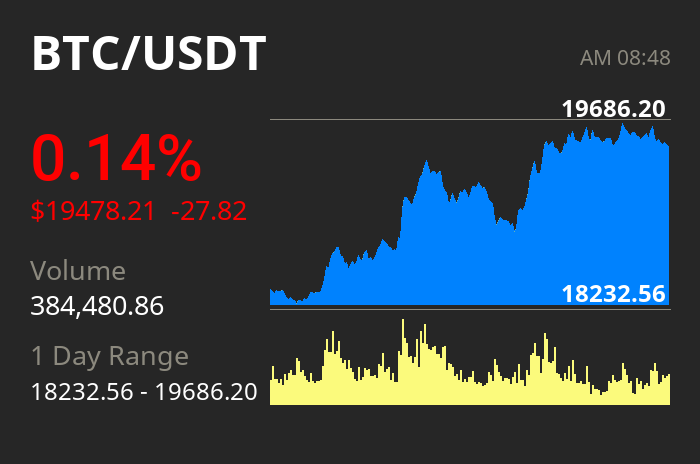 BTC/USDT
AM 08:48
19686.20
0.14%
$19478.21 -27.82
Volume
384,480.86
18232.56
1 Day Range
18232.56 - 19686.20